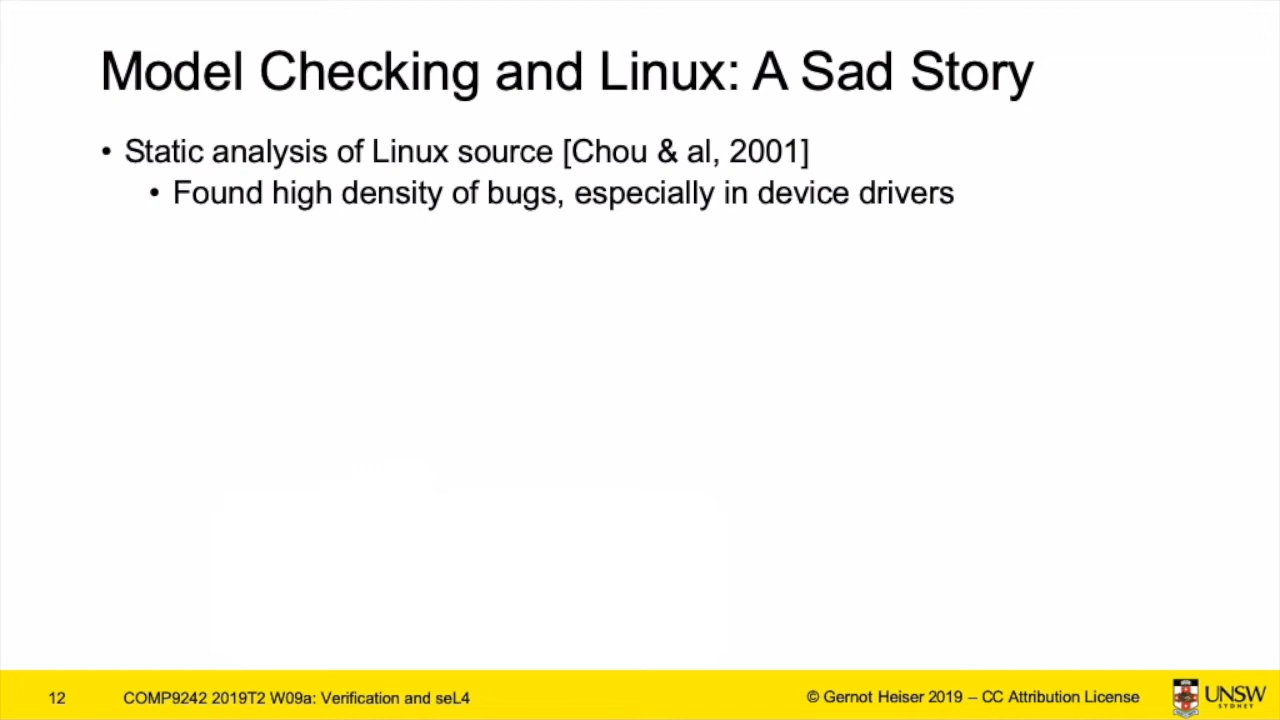 Model Checking and Linux: A Sad Story
• Static analysis of Linux source [Chou & al, 2001]
• Found high density of bugs, especially in device drivers
12 COMP9242 2019T2 W09a: Verification and seL4 © Gernot Heiser 2019 – CC Attribution License UNSW
SYDNEY